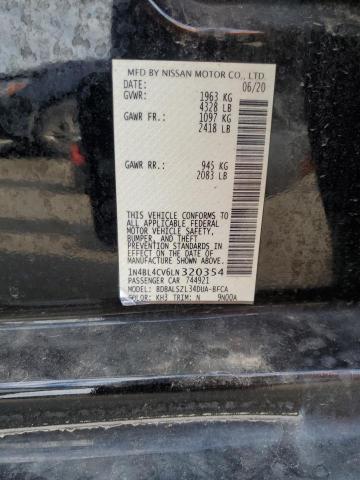 MFD BY NISSAN MOTOR CO., LTD.
DATE: 06/20
GVWR: 1963 KG
4328 LB
GAWR FR.: 1097 KG
2418 LB
GAWR RR.: 945 KG
2083 LB
THIS VEHICLE CONFORMS TO
ALL APPLICABLE FEDERAL
MOTOR VEHICLE SAFETY,
BUMPER, AND THEFT
PREVENTION STANDARDS
IN EFFECT ON THE DATE OF
MANUFACTURE SHOWN ABOVE.
1N4BL4CV6LN320354
PASSENGER CAR 744921
MODEL: BDBALSZL34DUA-BFCA
COLOR: KH3 TRIM: N 9N00A